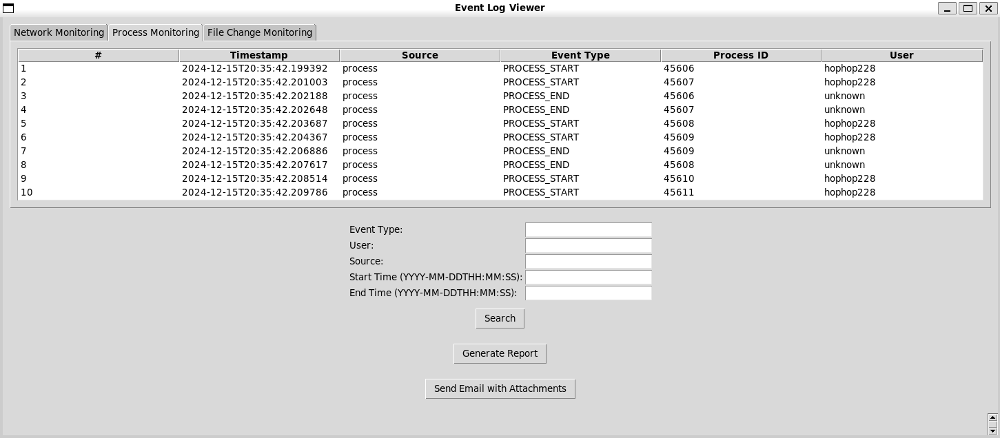 Event Log Viewer
Network Monitoring Process Monitoring File Change Monitoring
# Timestamp Source Event Type Process ID User
1 2024-12-15T20:35:42.199392 process PROCESS_START 45606 hophop228
2 2024-12-15T20:35:42.201003 process PROCESS_START 45607 hophop228
3 2024-12-15T20:35:42.202188 process PROCESS_END 45606 unknown
4 2024-12-15T20:35:42.202648 process PROCESS_END 45607 unknown
5 2024-12-15T20:35:42.203687 process PROCESS_START 45608 hophop228
6 2024-12-15T20:35:42.204367 process PROCESS_START 45609 hophop228
7 2024-12-15T20:35:42.206886 process PROCESS_END 45609 unknown
8 2024-12-15T20:35:42.207617 process PROCESS_END 45608 unknown
9 2024-12-15T20:35:42.208514 process PROCESS_START 45610 hophop228
10 2024-12-15T20:35:42.209786 process PROCESS_START 45611 hophop228
Event Type:
User:
Source:
Start Time (YYYY-MM-DDTHH:MM:SS):
End Time (YYYY-MM-DDTHH:MM:SS):
Search
Generate Report
Send Email with Attachments